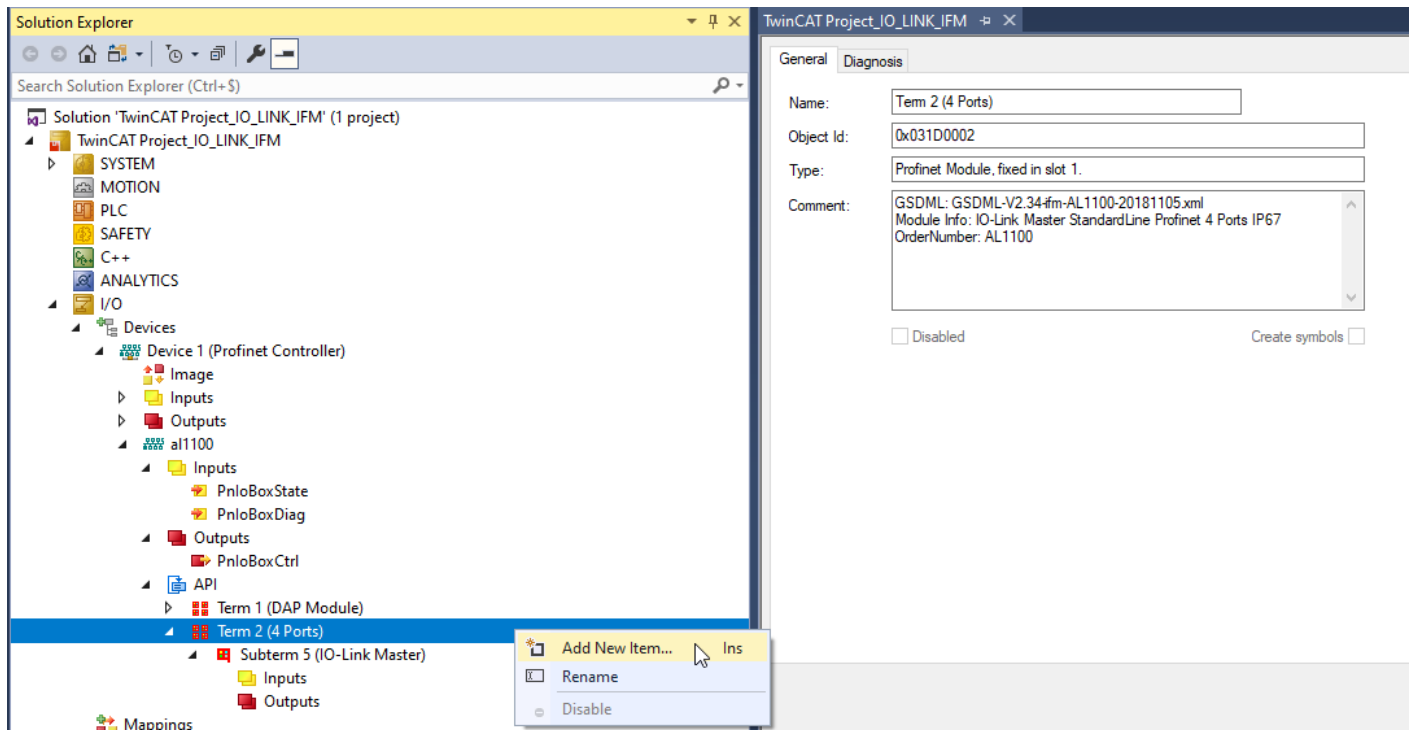 Solution Explorer
Search Solution Explorer (Ctrl+$)
Solution 'TwinCAT Project_IO_LINK_IFM' (1 project)
TwinCAT Project_IO_LINK_IFM
SYSTEM
MOTION
PLC
SAFETY
C++
ANALYTICS
I/O
Devices
Device 1 (Profinet Controller)
Image
Inputs
Outputs
al1100
Inputs
PnIoBoxState
PnIoBoxDiag
Outputs
PnIoBoxCtrl
API
Term 1 (DAP Module)
Term 2 (4 Ports)
Subterm 5 (IO-Link Master)
Inputs
Outputs
Mappings
Add New Item... Ins
Rename
Disable
TwinCAT Project_IO_LINK_IFM
General Diagnosis
Name: Term 2 (4 Ports)
Object Id: 0x031D0002
Type: Profinet Module, fixed in slot 1.
Comment: GSDML: GSDML-V2.34-ifm-AL1100-20181105.xml
Module Info: IO-Link Master StandardLine Profinet 4 Ports IP67
OrderNumber: AL1100
Disabled Create symbols